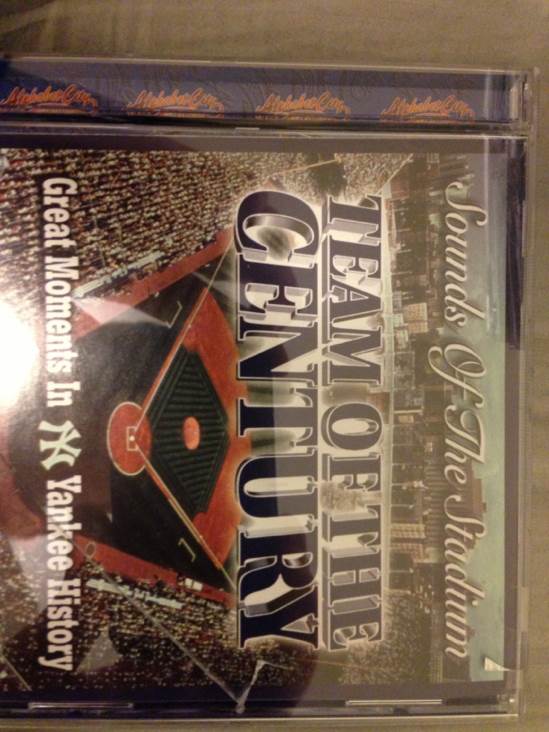 Sounds Of The Stadium
TEAM OF THE
CENTURY
Great Moments In NY Yankee History